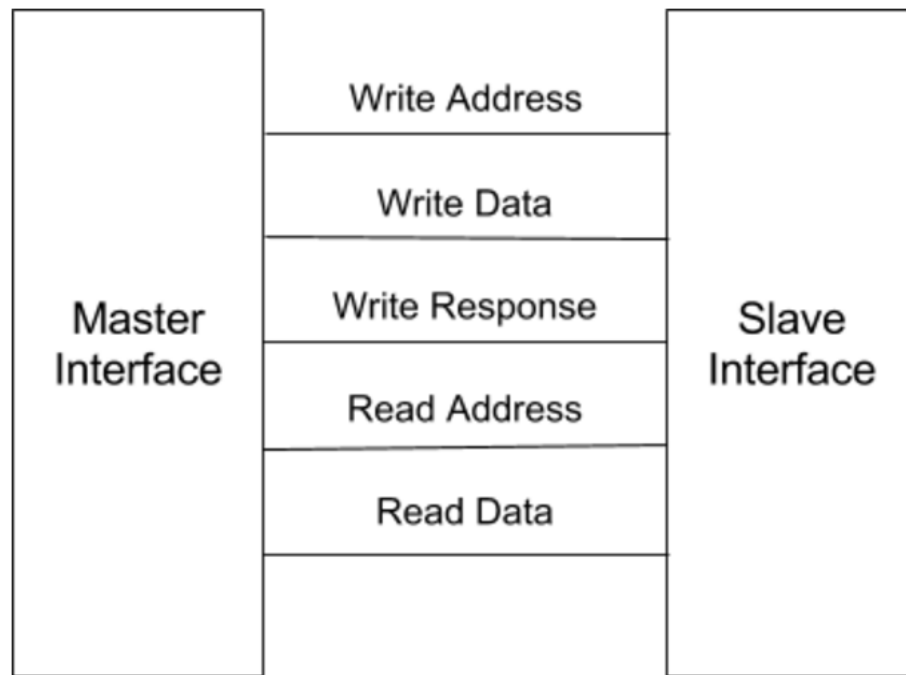 Write Address
Write Data
Master
Interface
Write Response
Slave
Interface
Read Address
Read Data